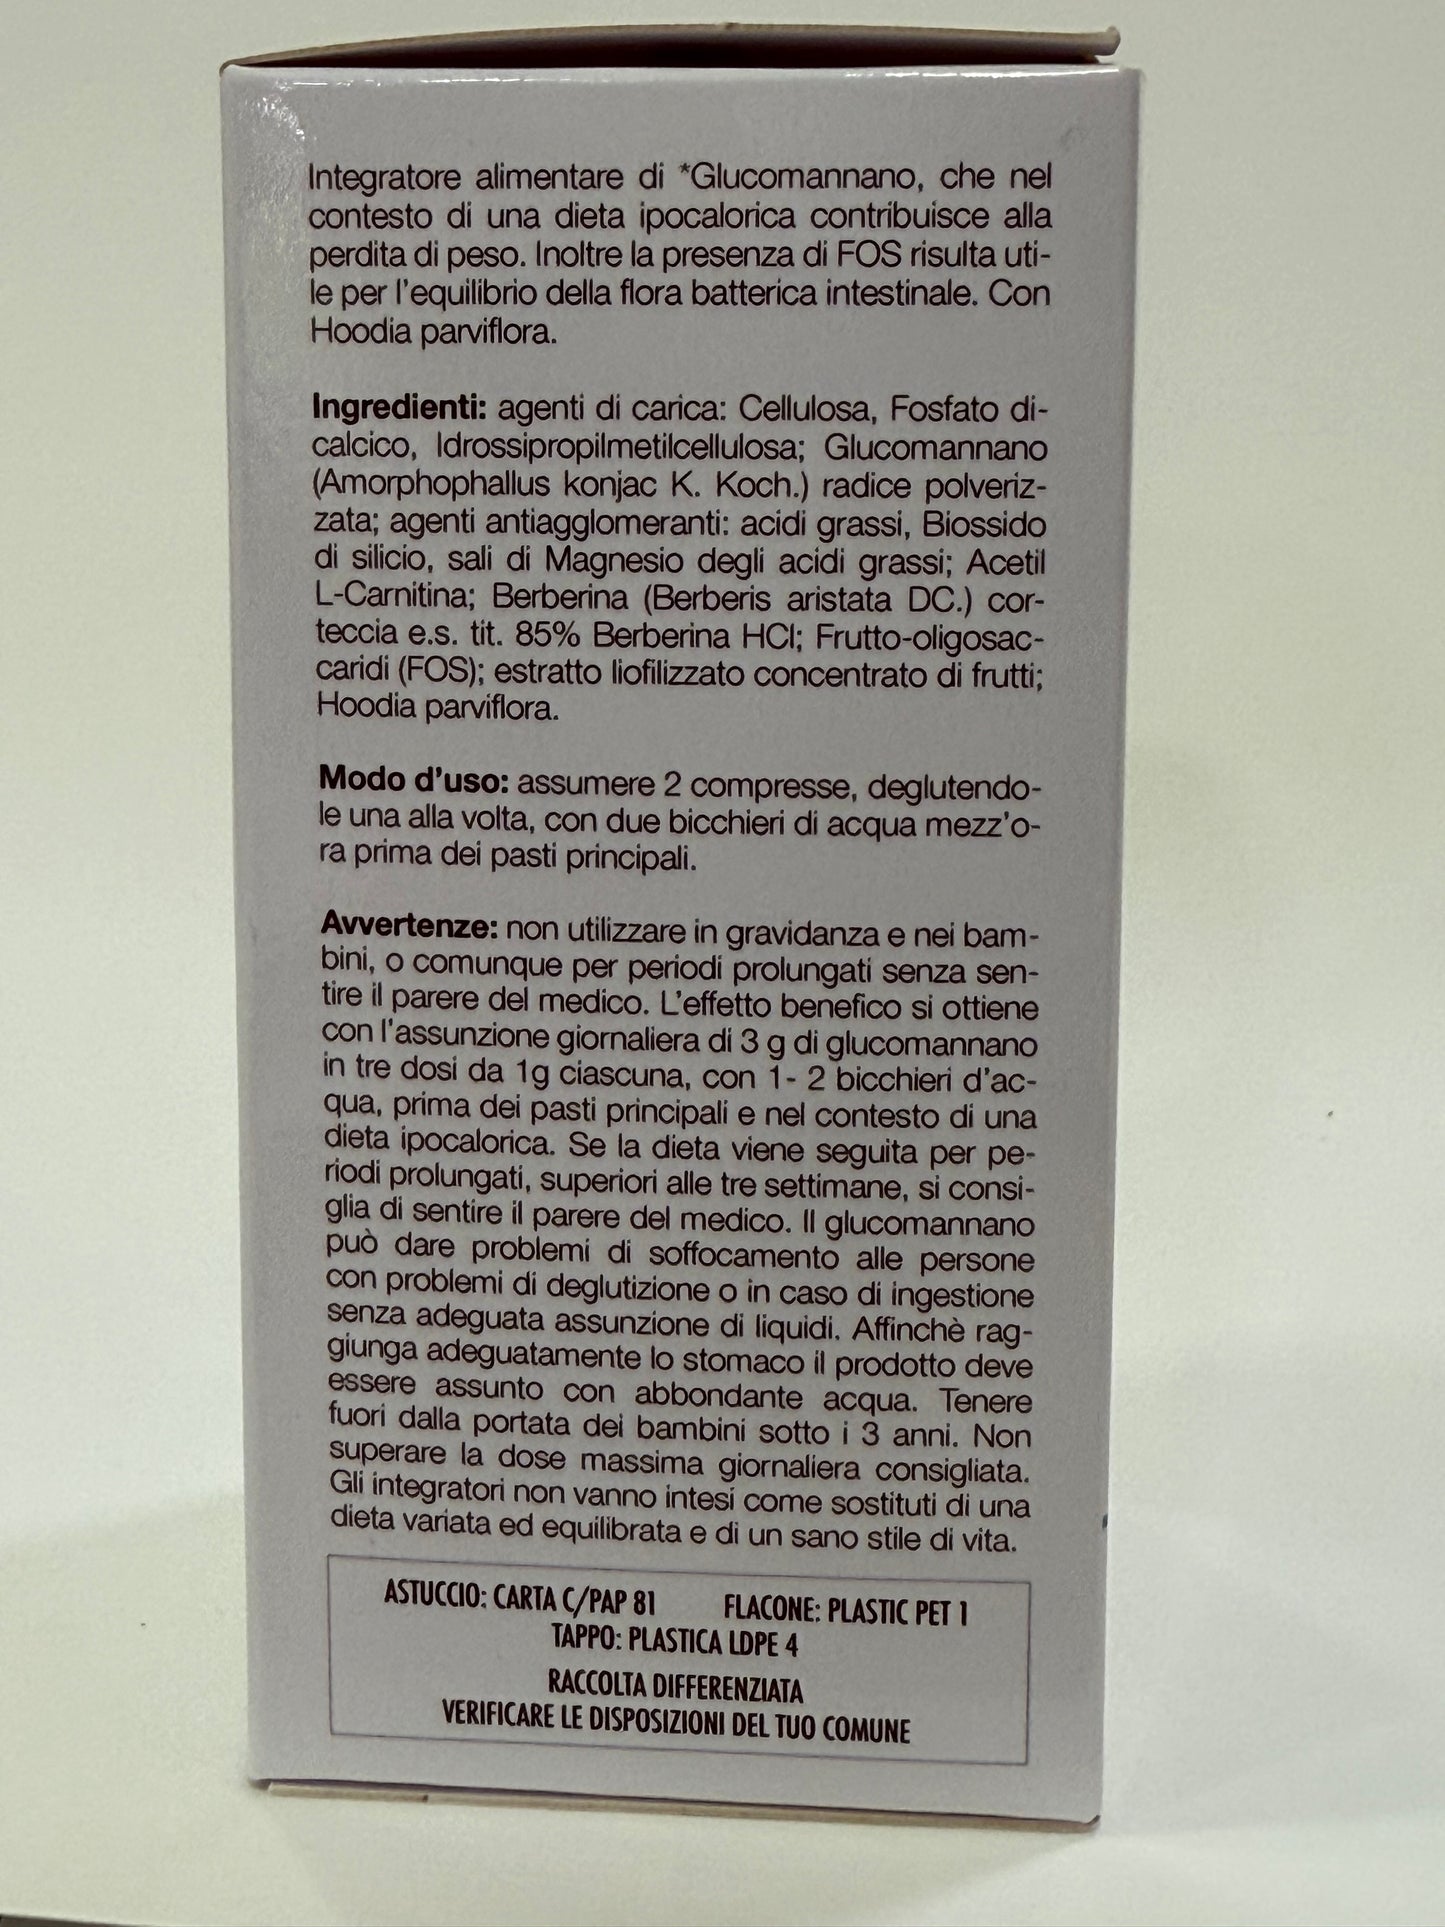 Integratore alimentare di *Glucomannano, che nel
contesto di una dieta ipocalorica contribuisce alla
perdita di peso. Inoltre la presenza di FOS risulta uti-
le per l'equilibrio della flora batterica intestinale. Con
Hoodia parviflora.
Ingredienti: agenti di carica: Cellulosa, Fosfato di-
calcico, Idrossipropilmetilcellulosa; Glucomannano
(Amorphophallus konjac K. Koch.) radice polveriz-
zata; agenti antiagglomeranti: acidi grassi, Biossido
di silicio, sali di Magnesio degli acidi grassi; Acetil
L-Carnitina; Berberina (Berberis aristata DC.) cor-
teccia e.s. tit. 85% Berberina HCl; Frutto-oligosac-
caridi (FOS); estratto liofilizzato concentrato di frutti;
Hoodia parviflora.
Modo d'uso: assumere 2 compresse, deglutendo-
le una alla volta, con due bicchieri di acqua mezz'o-
ra prima dei pasti principali.
Avvertenze: non utilizzare in gravidanza e nei bam-
bini, o comunque per periodi prolungati senza sen-
tire il parere del medico. L'effetto benefico si ottiene
con l'assunzione giornaliera di 3 g di glucomannano
in tre dosi da 1g ciascuna, con 1- 2 bicchieri d'ac-
qua, prima dei pasti principali e nel contesto di una
dieta ipocalorica. Se la dieta viene seguita per pe-
riodi prolungati, superiori alle tre settimane, si consi-
glia di sentire il parere del medico. Il glucomannano
può dare problemi di soffocamento alle persone
con problemi di deglutizione o in caso di ingestione
senza adeguata assunzione di liquidi. Affinchè rag-
giunga adeguatamente lo stomaco il prodotto deve
essere assunto con abbondante acqua. Tenere
fuori dalla portata dei bambini sotto i 3 anni. Non
superare la dose massima giornaliera consigliata.
Gli integratori non vanno intesi come sostituti di una
dieta variata ed equilibrata e di un sano stile di vita.
ASTUCCIO: CARTA C/PAP 81 FLACONE: PLASTIC PET 1
TAPPO: PLASTICA LDPE 4
RACCOLTA DIFFERENZIATA
VERIFICARE LE DISPOSIZIONI DEL TUO COMUNE